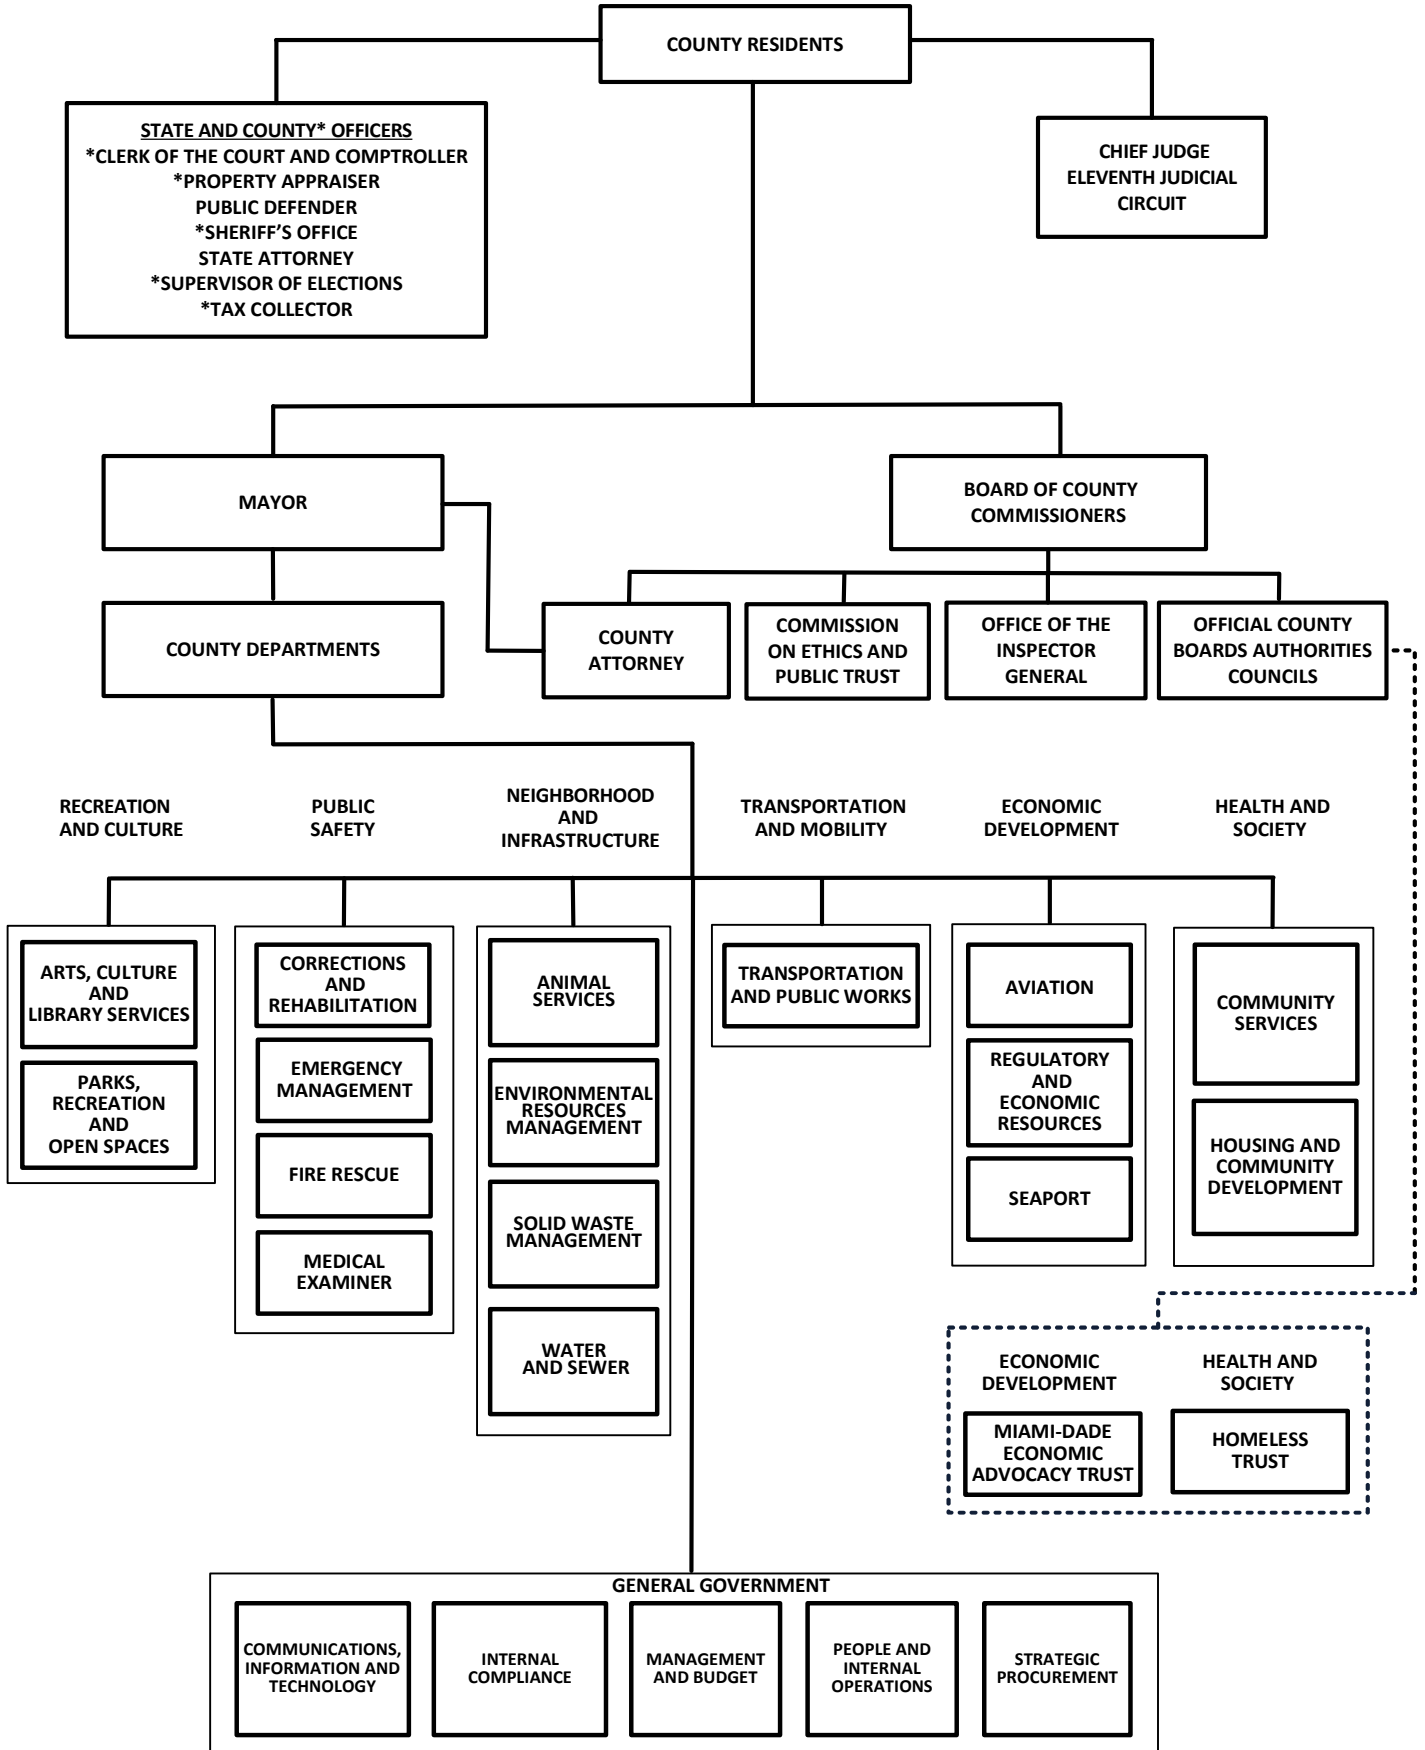 COUNTY RESIDENTS
STATE AND COUNTY* OFFICERS
*CLERK OF THE COURT AND COMPTROLLER
*PROPERTY APPRAISER
PUBLIC DEFENDER
*SHERIFF’S OFFICE
STATE ATTORNEY
*SUPERVISOR OF ELECTIONS
*TAX COLLECTOR
CHIEF JUDGE
ELEVENTH JUDICIAL
CIRCUIT
MAYOR
BOARD OF COUNTY
COMMISSIONERS
COUNTY DEPARTMENTS
COUNTY
ATTORNEY
COMMISSION
ON ETHICS AND
PUBLIC TRUST
OFFICE OF THE
INSPECTOR
GENERAL
OFFICIAL COUNTY
BOARDS AUTHORITIES
COUNCILS
RECREATION
AND CULTURE
PUBLIC
SAFETY
NEIGHBORHOOD
AND
INFRASTRUCTURE
TRANSPORTATION
AND MOBILITY
ECONOMIC
DEVELOPMENT
HEALTH AND
SOCIETY
ARTS, CULTURE
AND
LIBRARY SERVICES
PARKS,
RECREATION
AND
OPEN SPACES
CORRECTIONS
AND
REHABILITATION
EMERGENCY
MANAGEMENT
FIRE RESCUE
MEDICAL
EXAMINER
ANIMAL
SERVICES
ENVIRONMENTAL
RESOURCES
MANAGEMENT
SOLID WASTE
MANAGEMENT
WATER
AND SEWER
TRANSPORTATION
AND PUBLIC WORKS
AVIATION
REGULATORY
AND
ECONOMIC
RESOURCES
SEAPORT
COMMUNITY
SERVICES
HOUSING AND
COMMUNITY
DEVELOPMENT
ECONOMIC
DEVELOPMENT
MIAMI-DADE
ECONOMIC
ADVOCACY TRUST
HEALTH AND
SOCIETY
HOMELESS
TRUST
GENERAL GOVERNMENT
COMMUNICATIONS,
INFORMATION AND
TECHNOLOGY
INTERNAL
COMPLIANCE
MANAGEMENT
AND BUDGET
PEOPLE AND
INTERNAL
OPERATIONS
STRATEGIC
PROCUREMENT